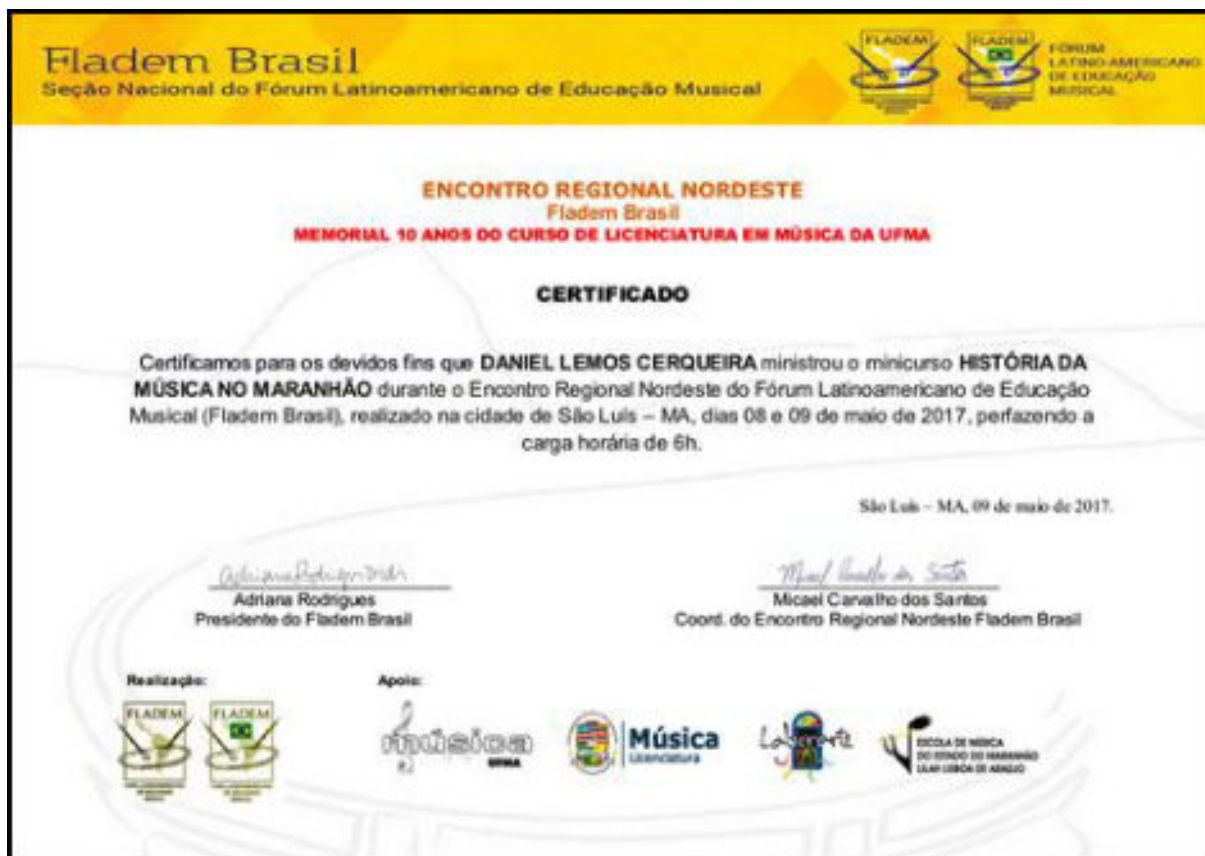 Fladem Brasil
Seção Nacional do Fórum Latinoamericano de Educação Musical
FLADEM
FLADEM
FÓRUM
LATINO-AMERICANO
DE EDUCAÇÃO
MUSICAL
ENCONTRO REGIONAL NORDESTE
Fladem Brasil
MEMORIAL 10 ANOS DO CURSO DE LICENCIATURA EM MÚSICA DA UFMA
CERTIFICADO
Certificamos para os devidos fins que DANIEL LEMOS CERQUEIRA ministrou o minicurso HISTÓRIA DA
MÚSICA NO MARANHÃO durante o Encontro Regional Nordeste do Fórum Latinoamericano de Educação
Musical (Fladem Brasil), realizado na cidade de São Luís – MA, dias 08 e 09 de maio de 2017, perfazendo a
carga horária de 6h.
São Luís – MA, 09 de maio de 2017.
Adriana Rodrigues
Presidente do Fladem Brasil
Micael Carvalho dos Santos
Coord. do Encontro Regional Nordeste Fladem Brasil
Realização:
Apoio:
FLADEM
FLADEM
música
UFMA
Música
Licenciatura
Laborarte
ESCOLA DE MÚSICA
DO ESTADO DO MARANHÃO
LILAH LISBOA DE ARAÚJO